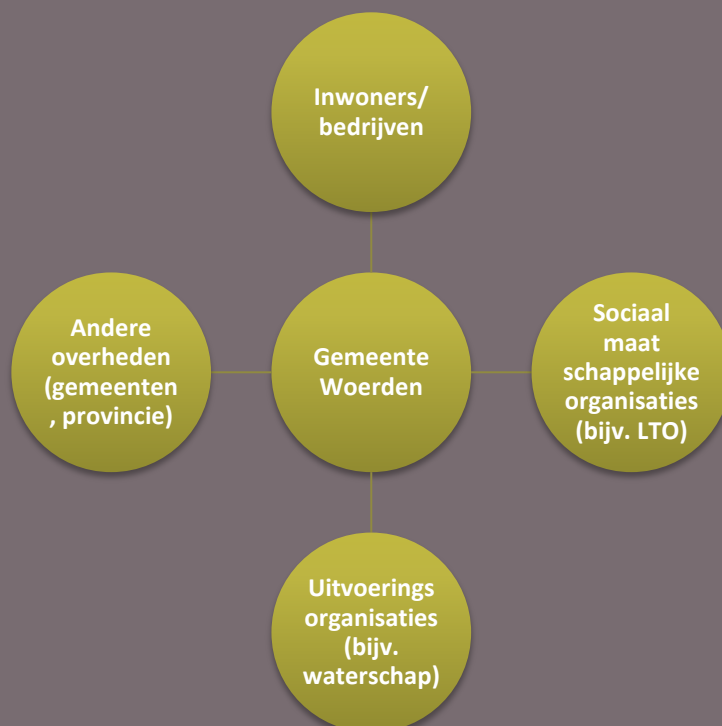 Inwoners/
bedrijven
Andere
overheden
(gemeenten
, provincie)
Gemeente
Woerden
Sociaal
maat
schappelijke
organisaties
(bijv. LTO)
Uitvoerings
organisaties
(bijv.
waterschap)